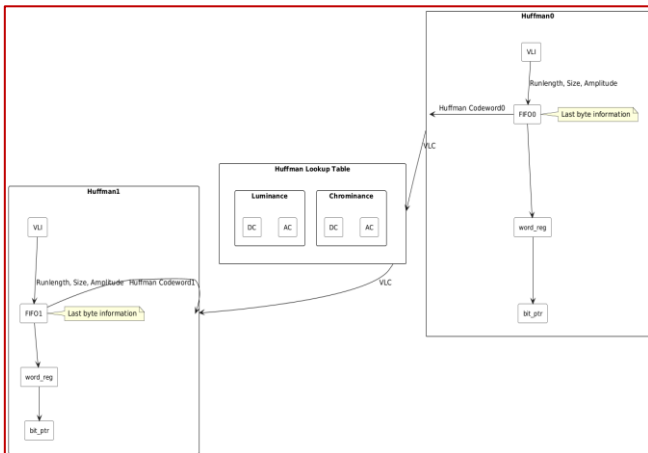 Huffman0
VLI
Runlength, Size, Amplitude
Huffman Codeword0
FIFO0
Last byte information
VLC
Huffman Lookup Table
Luminance
Chrominance
DC
AC
DC
AC
word_reg
bit_ptr
Huffman1
VLI
VLC
Runlength, Size, Amplitude
Huffman Codeword1
FIFO1
Last byte information
word_reg
bit_ptr